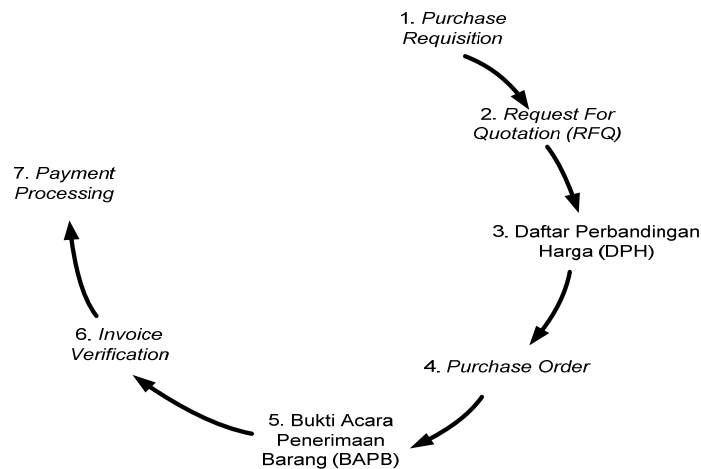 1. Purchase
Requisition
2. Request For
Quotation (RFQ)
3. Daftar Perbandingan
Harga (DPH)
4. Purchase Order
5. Bukti Acara
Penerimaan
Barang (BAPB)
6. Invoice
Verification
7. Payment
Processing